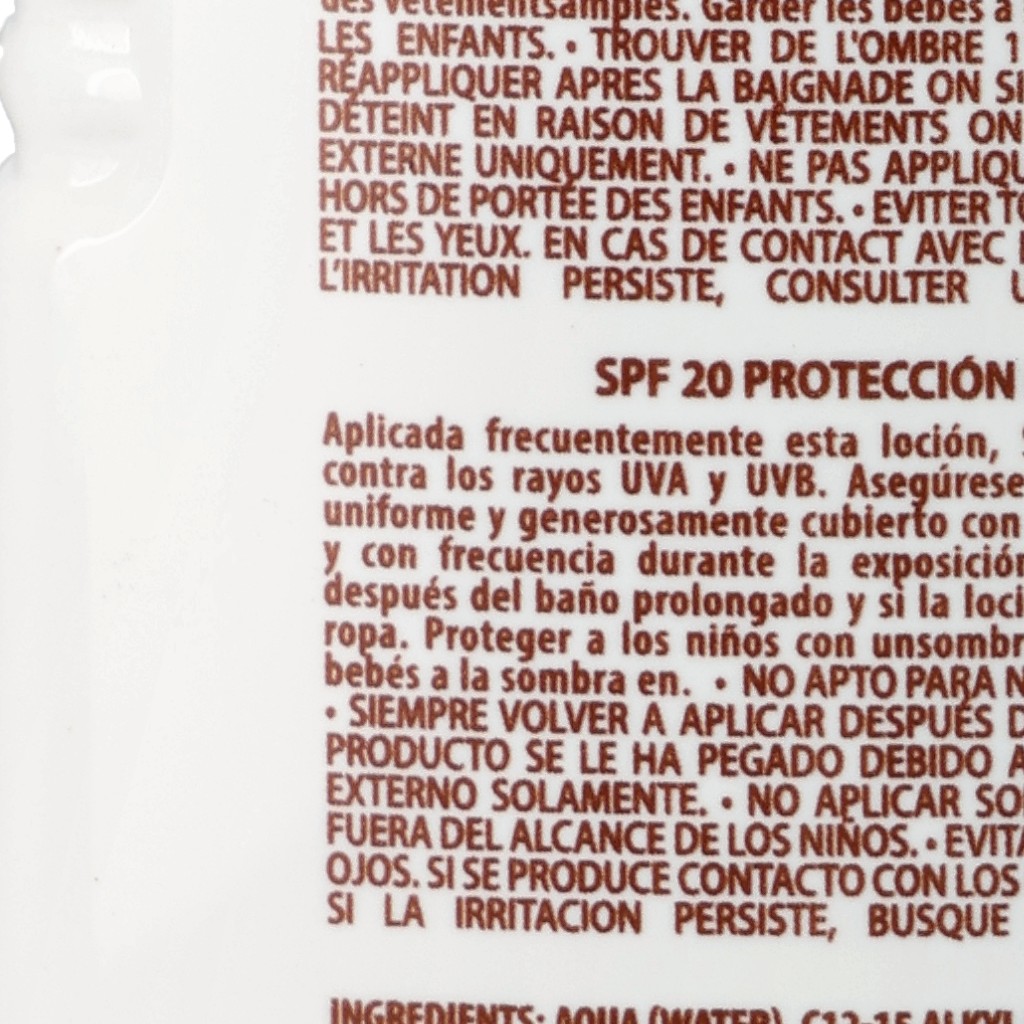 des vêtementsamples. Garder les bébés à
LES ENFANTS. • TROUVER DE L'OMBRE 1
RÉAPPLIQUER APRES LA BAIGNADE ON SI
DÉTEINT EN RAISON DE VÊTEMENTS ON
EXTERNE UNIQUEMENT. • NE PAS APPLIQU
HORS DE PORTÉE DES ENFANTS. • EVITER TO
ET LES YEUX. EN CAS DE CONTACT AVEC
L'IRRITATION PERSISTE, CONSULTER U
SPF 20 PROTECCIÓN
Aplicada frecuentemente esta loción,
contra los rayos UVA y UVB. Asegúrese
uniforme y generosamente cubierto con
y con frecuencia durante la exposición
después del baño prolongado y si la loci
ropa. Proteger a los niños con unsombr
bebés a la sombra en. • NO APTO PARA N
• SIEMPRE VOLVER A APLICAR DESPUÉS D
PRODUCTO SE LE HA PEGADO DEBIDO A
EXTERNO SOLAMENTE. • NO APLICAR SO
FUERA DEL ALCANCE DE LOS NIÑOS. • EVITA
OJOS. SI SE PRODUCE CONTACTO CON LOS
SI LA IRRITACION PERSISTE, BUSQUE
INGREDIENTS: AQUA (WATER), C12-15 ALKYL